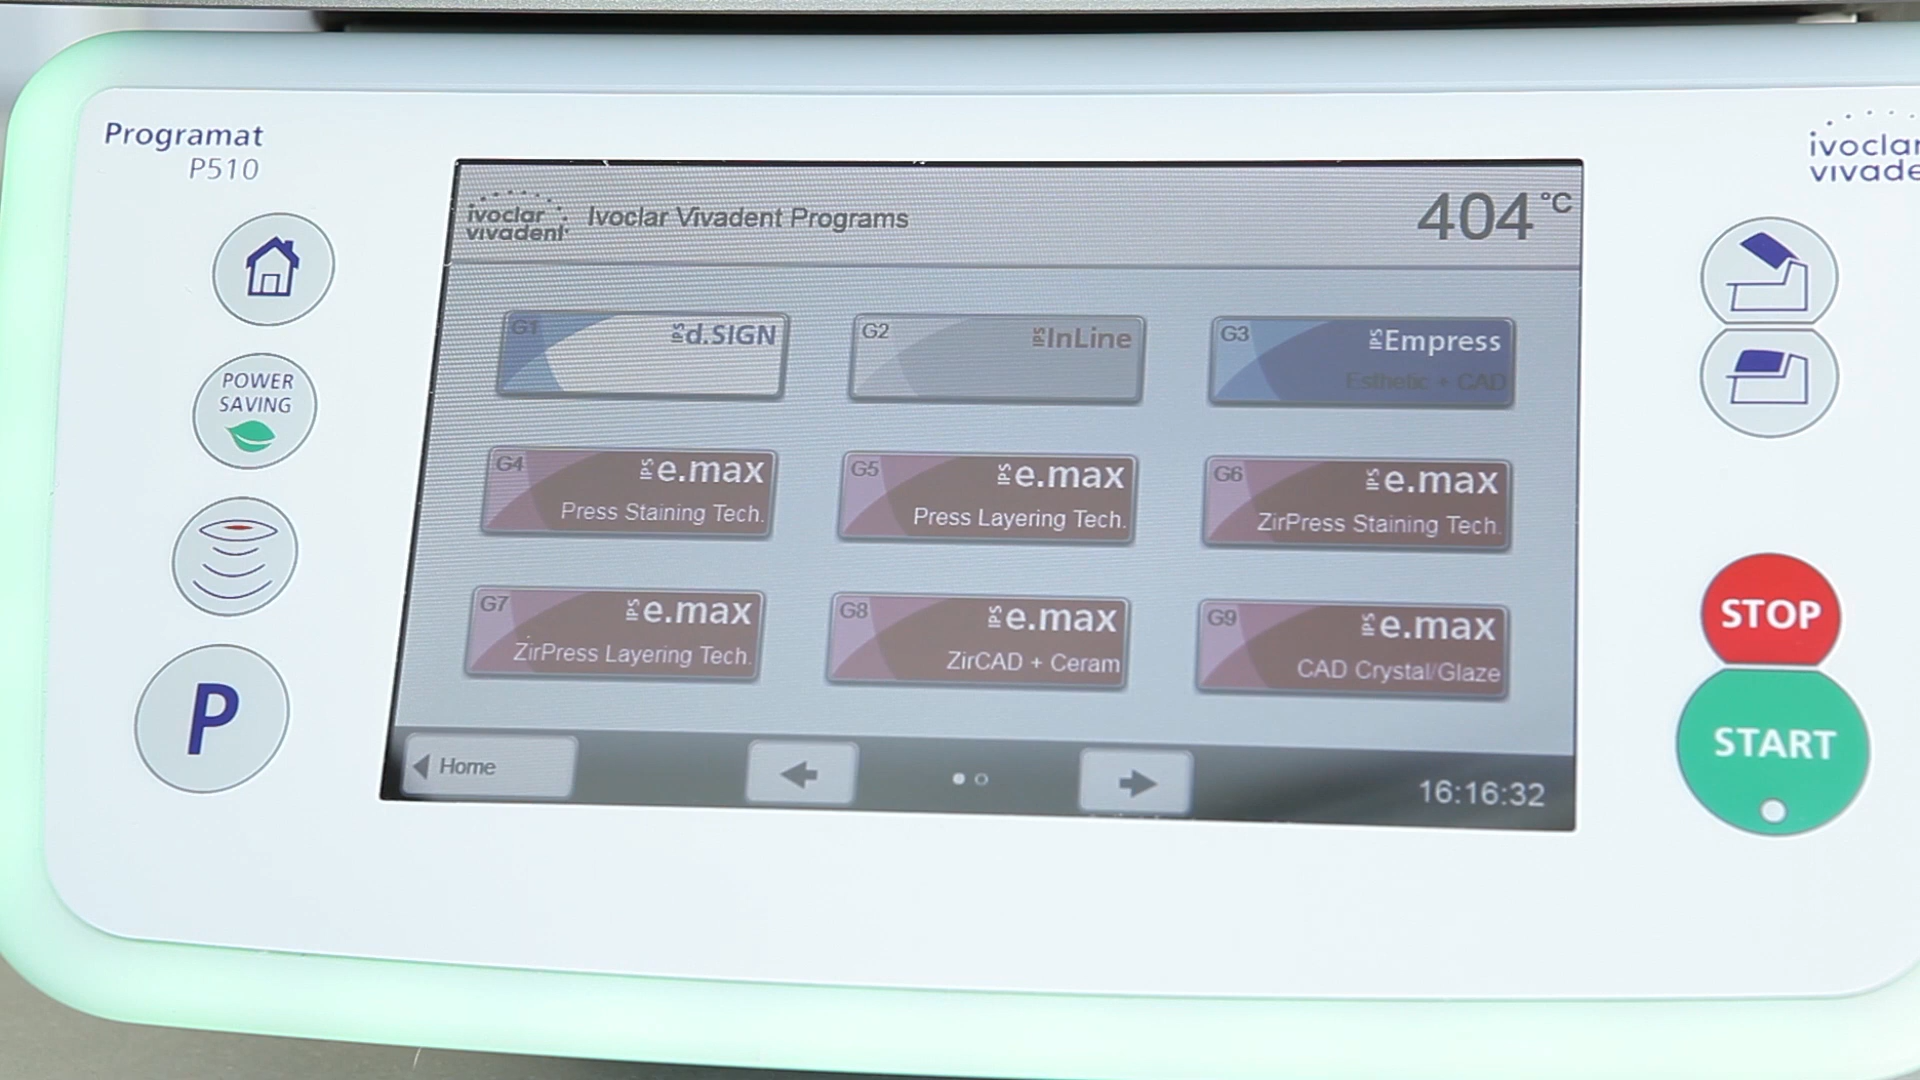 Programat
P510
ivoclar
vivade
ivoclar
vivadent
Ivoclar Vivadent Programs
404 °C
POWER
SAVING
P
G1 IPS d.SIGN
G2 IPS InLine
G3 IPS Empress
Esthetic + CAD
G4 IPS e.max
Press Staining Tech.
G5 IPS e.max
Press Layering Tech.
G6 IPS e.max
ZirPress Staining Tech.
G7 IPS e.max
ZirPress Layering Tech.
G8 IPS e.max
ZirCAD + Ceram
G9 IPS e.max
CAD Crystal/Glaze
Home
16:16:32
STOP
START